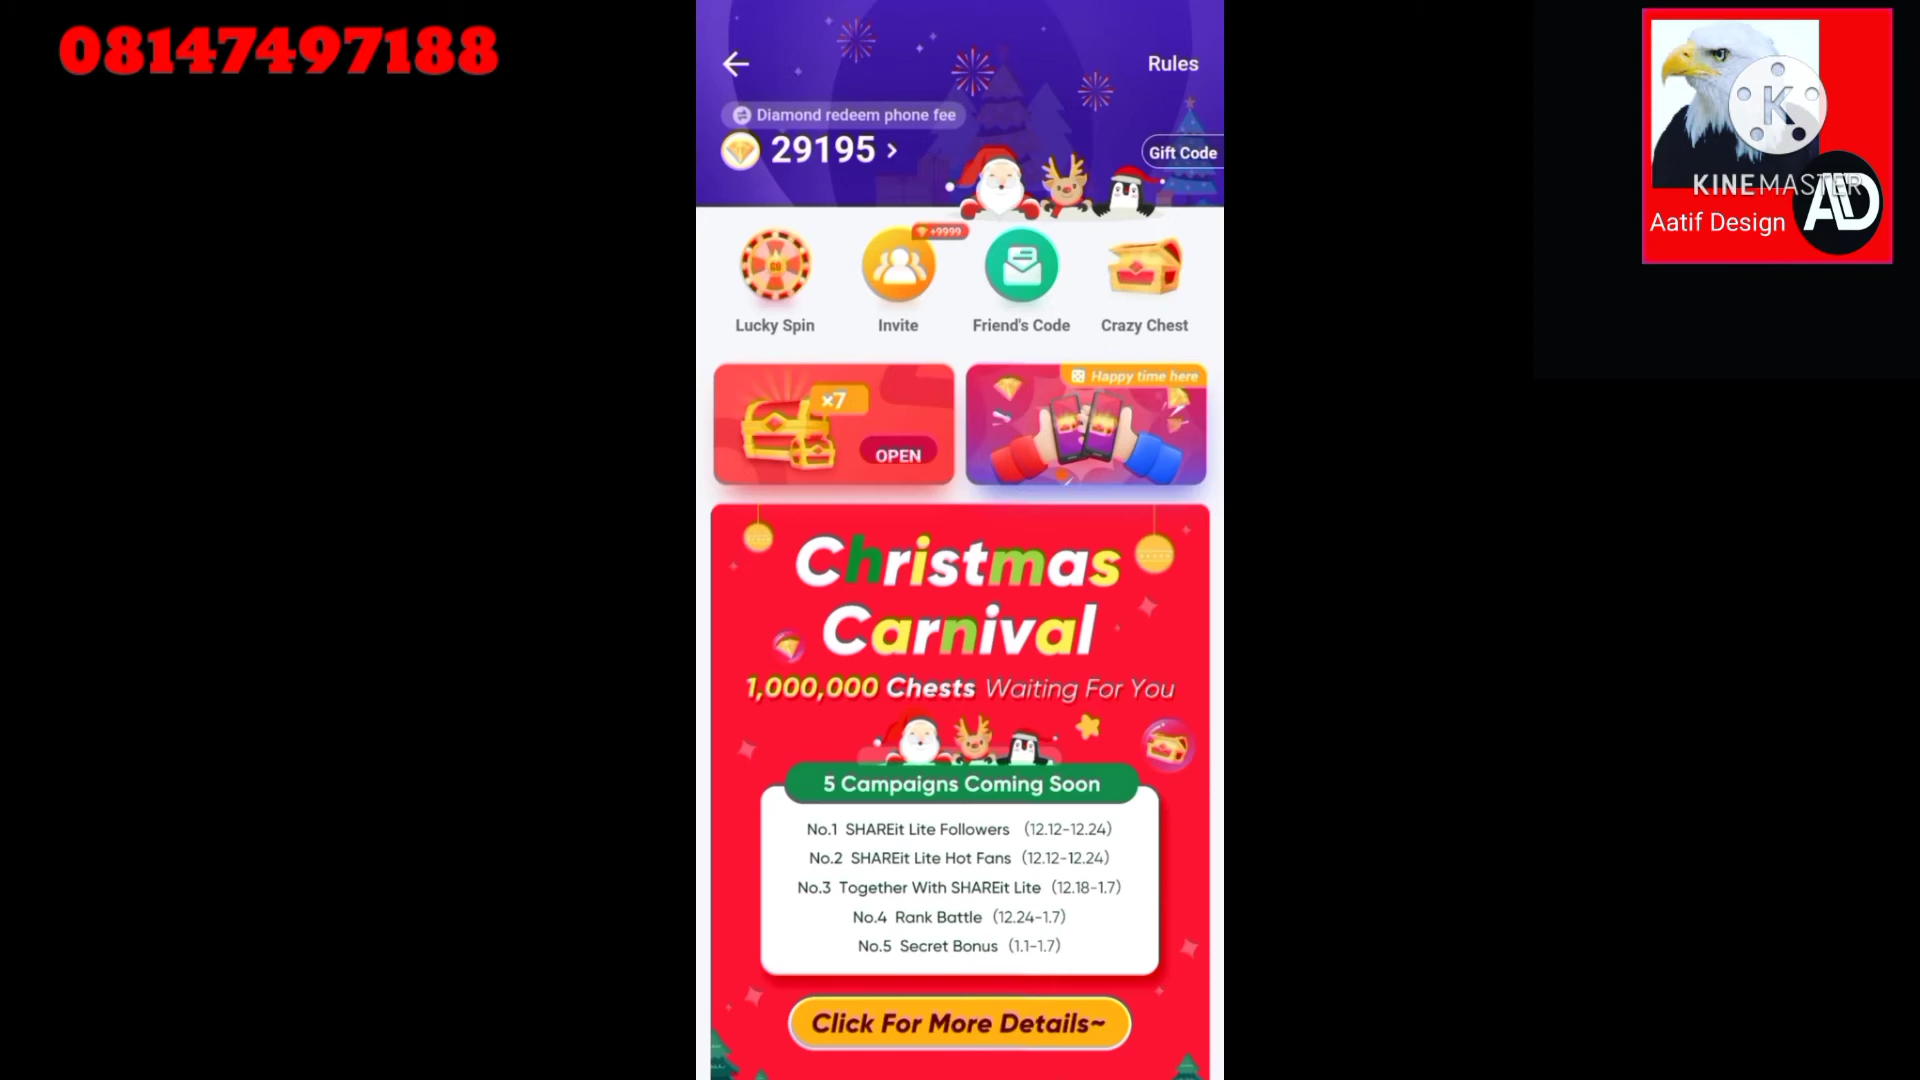 08147497188
Rules
Diamond redeem phone fee
29195 >
Gift Code
+9999
GO
Lucky Spin
Invite
Friend's Code
Crazy Chest
×7
OPEN
Happy time here
Christmas
Carnival
1,000,000 Chests Waiting For You
5 Campaigns Coming Soon
No.1 SHAREit Lite Followers (12.12-12.24)
No.2 SHAREit Lite Hot Fans (12.12-12.24)
No.3 Together With SHAREit Lite (12.18-1.7)
No.4 Rank Battle (12.24-1.7)
No.5 Secret Bonus (1.1-1.7)
Click For More Details~
K
KINEMASTER
Aatif Design
AD